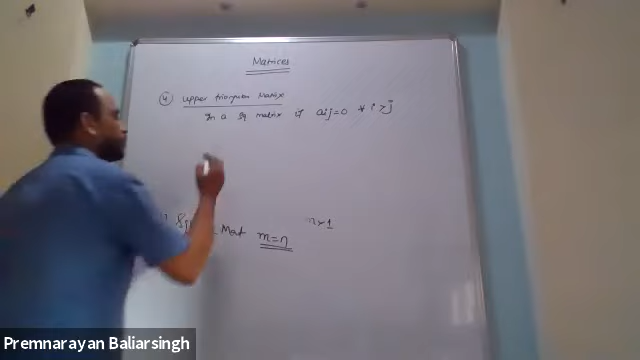 Matrices
④ Upper triangular Matrix
In a sq matrix if aij=0 ∀ i>j
Mat m=n
n×1
Premnarayan Baliarsingh